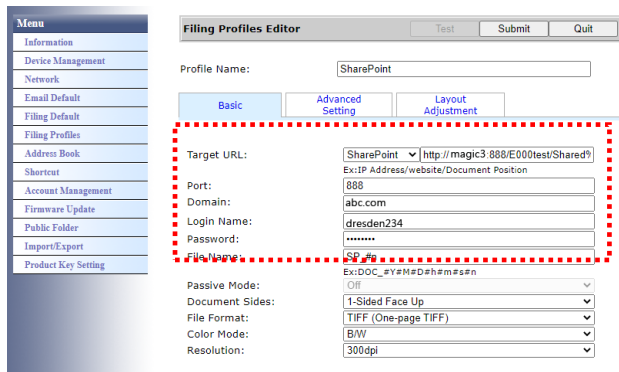 Menu
Information
Device Management
Network
Email Default
Filing Default
Filing Profiles
Address Book
Shortcut
Account Management
Firmware Update
Public Folder
Import/Export
Product Key Setting
Filing Profiles Editor Test Submit Quit
Profile Name: SharePoint
Basic Advanced Setting Layout Adjustment
Target URL: SharePoint http://magic3:888/E000test/Shared%
Ex:IP Address/website/Document Position
Port: 888
Domain: abc.com
Login Name: dresden234
Password: ••••••••
File Name: SP_#n
Ex:DOC_#Y#M#D#h#m#s#n
Passive Mode: Off
Document Sides: 1-Sided Face Up
File Format: TIFF (One-page TIFF)
Color Mode: B/W
Resolution: 300dpi